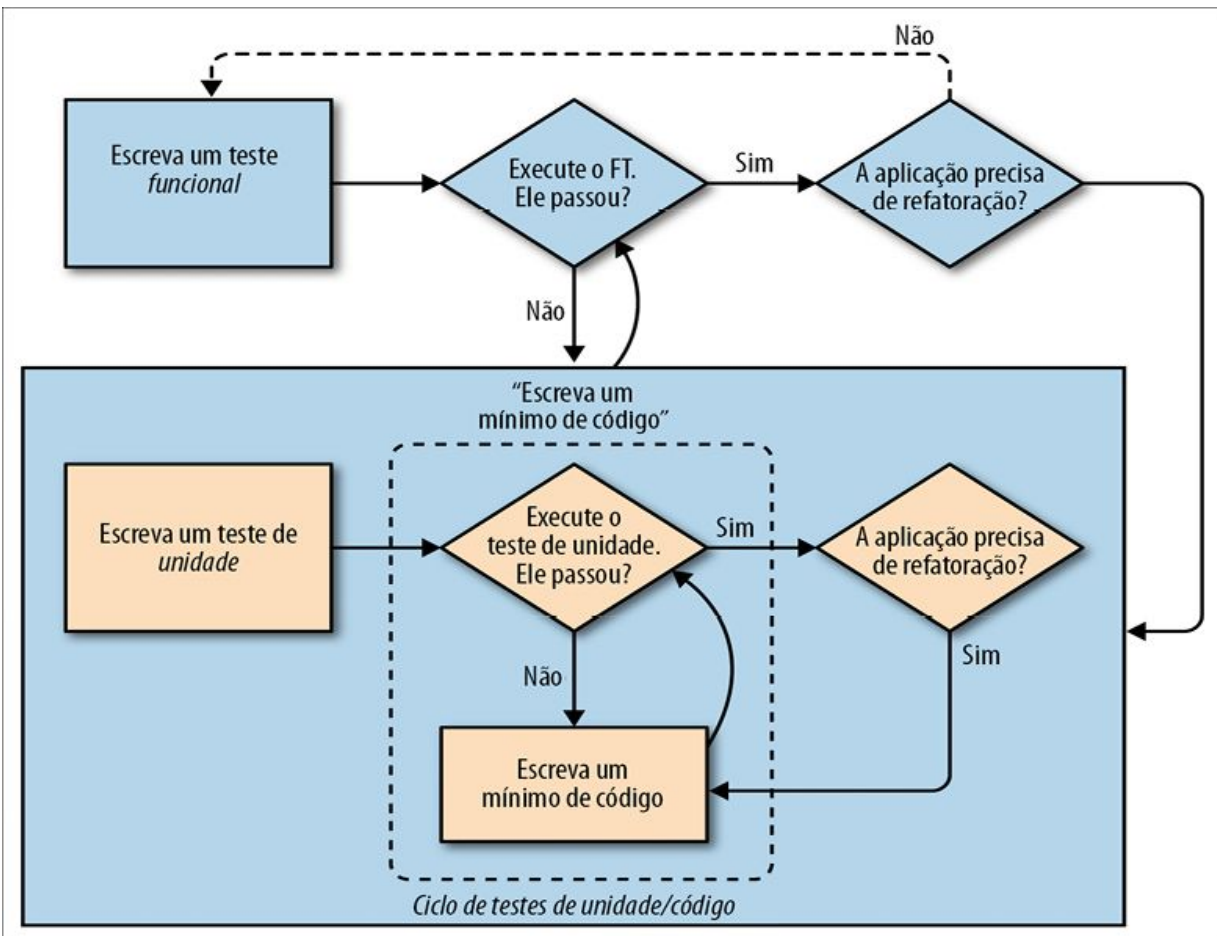 Não
Escreva um teste
funcional
Execute o FT.
Ele passou?
Sim
A aplicação precisa
de refatoração?
Não
“Escreva um
mínimo de código”
Escreva um teste de
unidade
Execute o
teste de unidade.
Ele passou?
Sim
A aplicação precisa
de refatoração?
Não
Sim
Escreva um
mínimo de código
Ciclo de testes de unidade/código